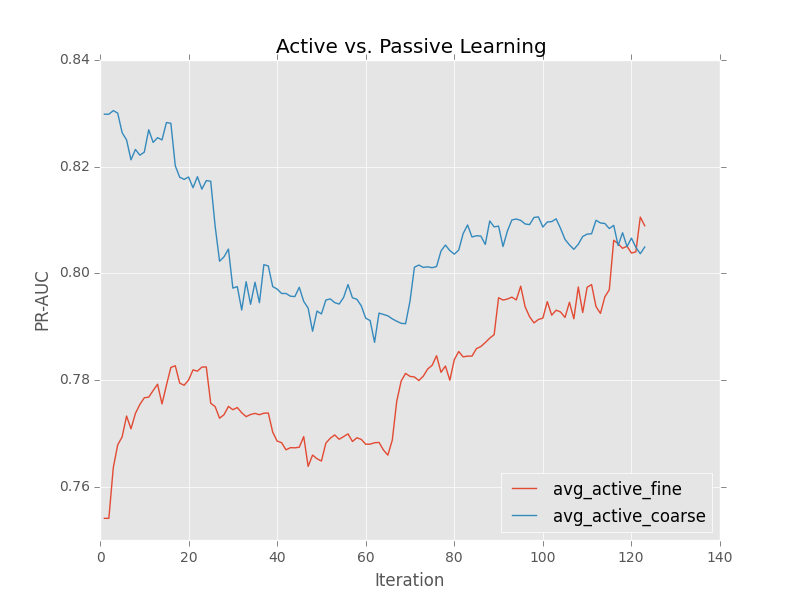 Active vs. Passive Learning
0.84
0.82
0.80
0.78
0.76
PR-AUC
avg_active_fine
avg_active_coarse
0 20 40 60 80 100 120 140
Iteration